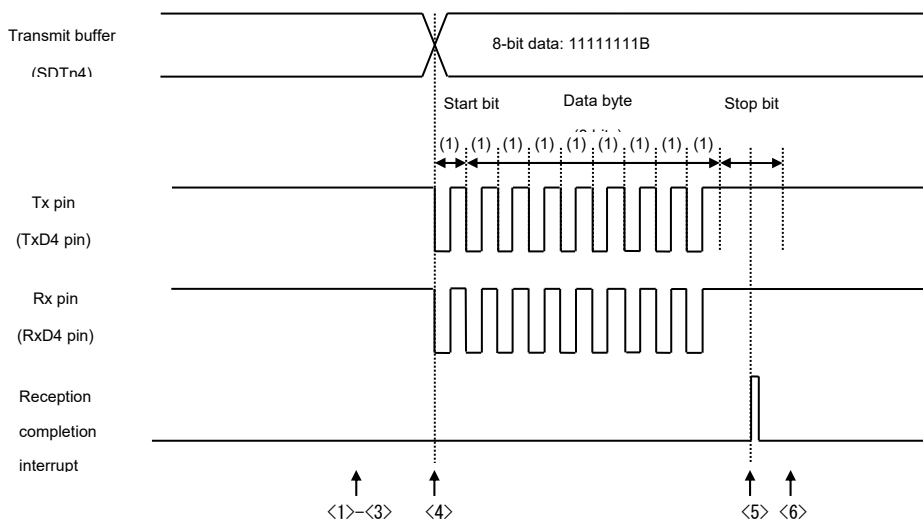 Transmit buffer
(SDTn4)
8-bit data: 11111111B
Start bit
Data byte
Stop bit
(1) (1) (1) (1) (1) (1) (1) (1) (1)
Tx pin
(TxD4 pin)
Rx pin
(RxD4 pin)
Reception
completion
interrupt
<1>-<3> <4> <5> <6>